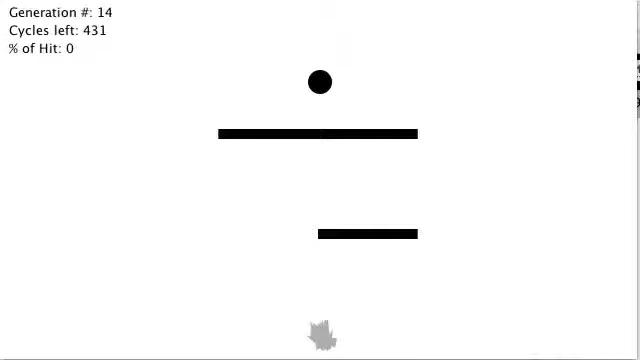 Generation #: 14
Cycles left: 431
% of Hit: 0